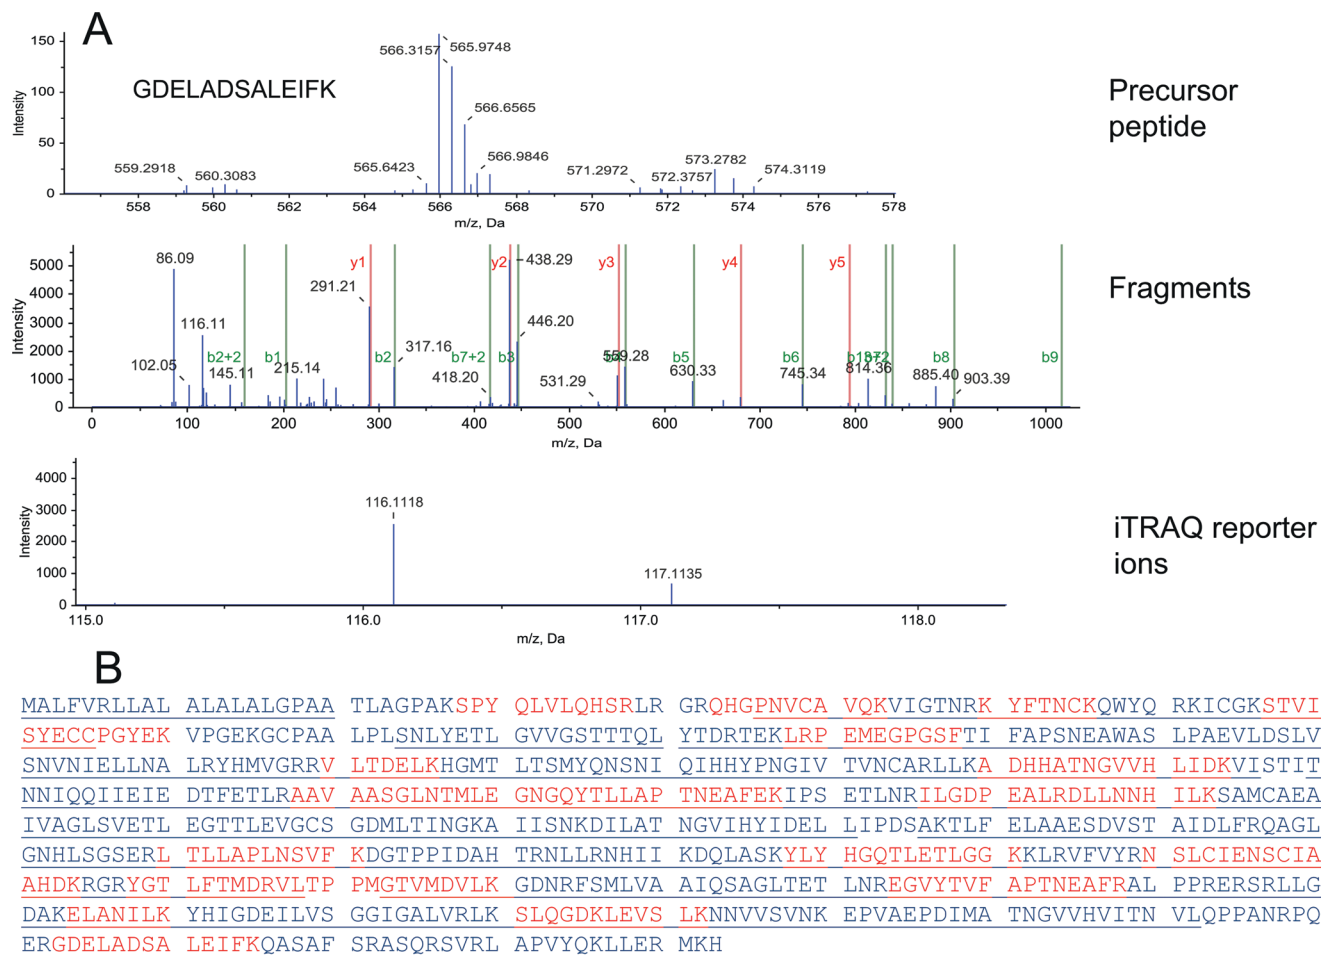 A
Intensity
150
100
50
0
GDELADSALEIFK
566.3157
565.9748
566.6565
566.9846
565.6423
559.2918
560.3083
571.2972
572.3757
573.2782
574.3119
558 560 562 564 566 568 570 572 574 576 578
m/z, Da
Precursor
peptide
Intensity
5000
4000
3000
2000
1000
0
86.09
116.11
102.05
b2+2
145.11
b1
215.14
291.21
y1
b2
317.16
b7+2
418.20
b3
y2
438.29
446.20
531.29
y3
559.28
b5
630.33
y4
b6
745.34
y5
814.36
b8
885.40
903.39
b9
0 100 200 300 400 500 600 700 800 900 1000
m/z, Da
Fragments
Intensity
4000
3000
2000
1000
0
116.1118
117.1135
115.0 116.0 117.0 118.0
m/z, Da
iTRAQ reporter
ions
B
MALFVRLLAL ALALALGPAA TLAGPAKSPY QLVLQHSRLR GRQHGPNVCA VQKVIGTNRK YFTNCKQWYQ RKICGKSTVI
SYECCPGYEK VPGEKGCPAA LPLSNLYETL GVVGSTTTQL YTDRTEKLRP EMEGPGSFTI FAPSNEAWAS LPAEVLDSLV
SNVNIELLNA LRYHMVGRRV LTDELKHGMT LTSMYQNSNI QIHHYPNGIV TVNCARLLKA DHHATNGVVH LIDKVISTIT
NNIQQIIEIE DTFETLRAAV AASGLNTMLE GNGQYTLLAP TNEAFEKIPS ETLNRILGDP EALRDLLNNH ILKSAMCAEA
IVAGLSVETL EGTTLEVGCS GDMLTINGKA IISNKDILAT NGVIHYIDEL LIPDSAKTLF ELAAESDVST AIDLFRQAGL
GNHLSGSERL TLLAPLNSVF KDGTPPIDAH TRNLLRNHII KDQLASKYLY HGQTLETLGG KKLRVFVYRN SLCIENSCIA
AHDKRGRYGT LFTMDRVLTP PMGTVMDVLK GDNRFSMLVA AIQSAGLTET LNREGVYTVF APTNEAFRAL PPRERSRLLG
DAKELANILK YHIGDEILVS GGIGALVRLK SLQGDKLEVS LKNNVVSVNK EPVAEPDIMA TNGVVHVITN VLQPPANRPQ
ERGDELADSA LEIFKQASAF SRASQRSVRL APVYQKLLER MKH